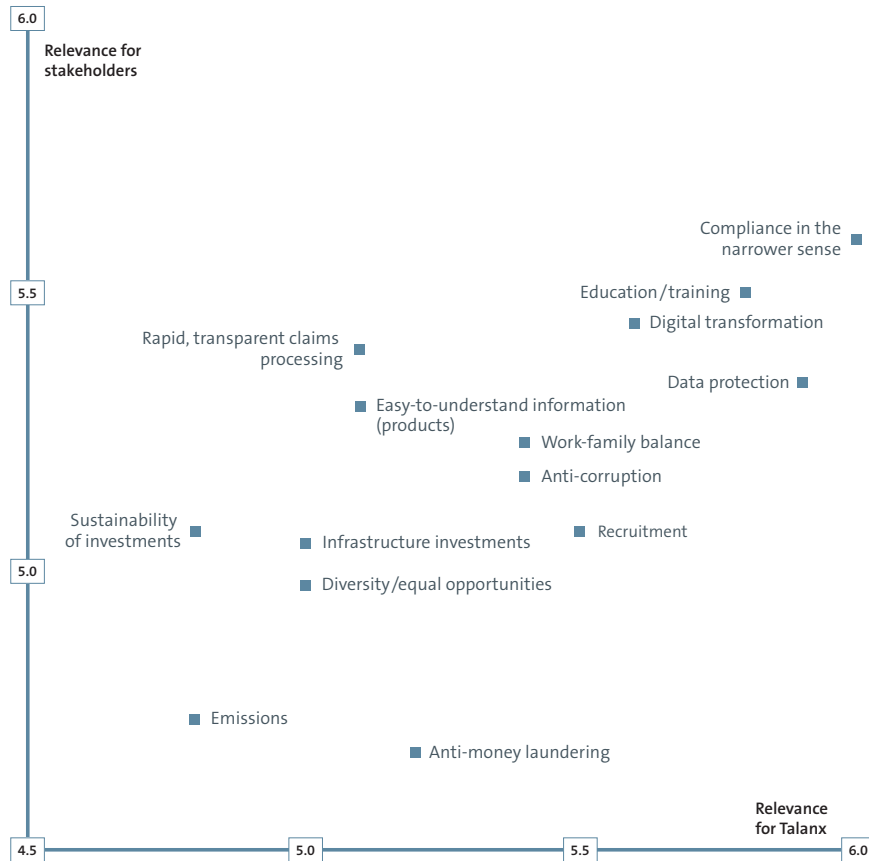 6.0
Relevance for
stakeholders
Compliance in the
narrower sense
5.5
Education/training
Digital transformation
Rapid, transparent claims
processing
Data protection
Easy-to-understand information
(products)
Work-family balance
Anti-corruption
Sustainability
of investments
Recruitment
Infrastructure investments
5.0
Diversity/equal opportunities
Emissions
Anti-money laundering
Relevance
for Talanx
4.5
5.0
5.5
6.0